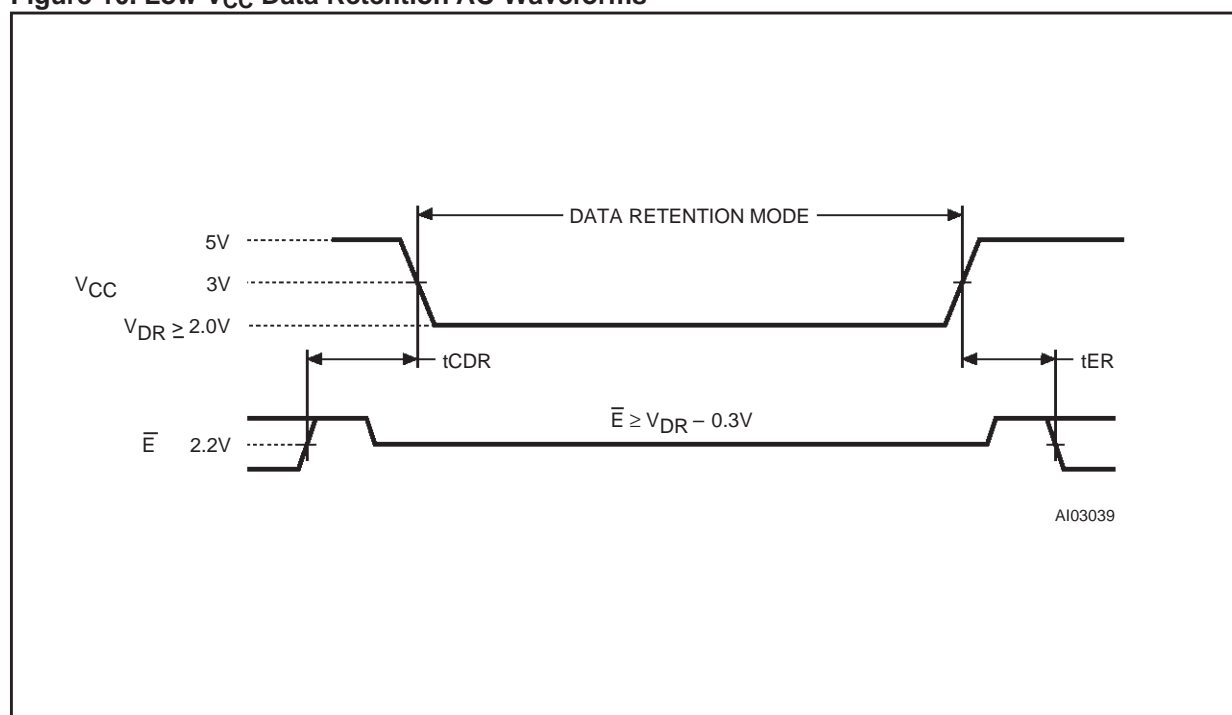 DATA RETENTION MODE
5V
VCC 3V
VDR ≥ 2.0V
tCDR
tER
E̅ ≥ VDR – 0.3V
E̅ 2.2V
AI03039